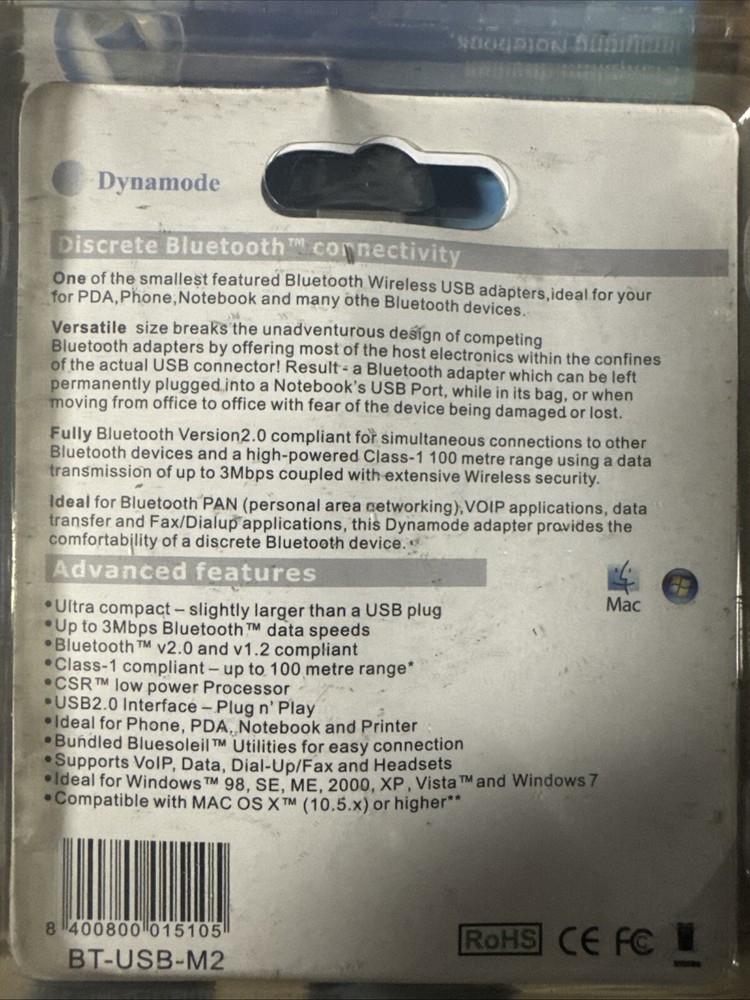 Dynamode
Discrete Bluetooth™ connectivity
One of the smallest featured Bluetooth Wireless USB adapters,ideal for your
for PDA,Phone,Notebook and many othe Bluetooth devices.
Versatile size breaks the unadventurous design of competing
Bluetooth adapters by offering most of the host electronics within the confines
of the actual USB connector! Result - a Bluetooth adapter which can be left
permanently plugged into a Notebook's USB Port, while in its bag, or when
moving from office to office with fear of the device being damaged or lost.
Fully Bluetooth Version2.0 compliant for simultaneous connections to other
Bluetooth devices and a high-powered Class-1 100 metre range using a data
transmission of up to 3Mbps coupled with extensive Wireless security.
Ideal for Bluetooth PAN (personal area networking),VOIP applications, data
transfer and Fax/Dialup applications, this Dynamode adapter provides the
comfortability of a discrete Bluetooth device.
Advanced features
Mac
•Ultra compact – slightly larger than a USB plug
•Up to 3Mbps Bluetooth™ data speeds
•Bluetooth™ v2.0 and v1.2 compliant
•Class-1 compliant – up to 100 metre range*
•CSR™ low power Processor
•USB2.0 Interface – Plug n' Play
•Ideal for Phone, PDA, Notebook and Printer
•Bundled Bluesoleil™ Utilities for easy connection
•Supports VoIP, Data, Dial-Up/Fax and Headsets
•Ideal for Windows™ 98, SE, ME, 2000, XP, Vista™ and Windows 7
•Compatible with MAC OS X™ (10.5.x) or higher**
8 400800 015105
BT-USB-M2
RoHS CE FC